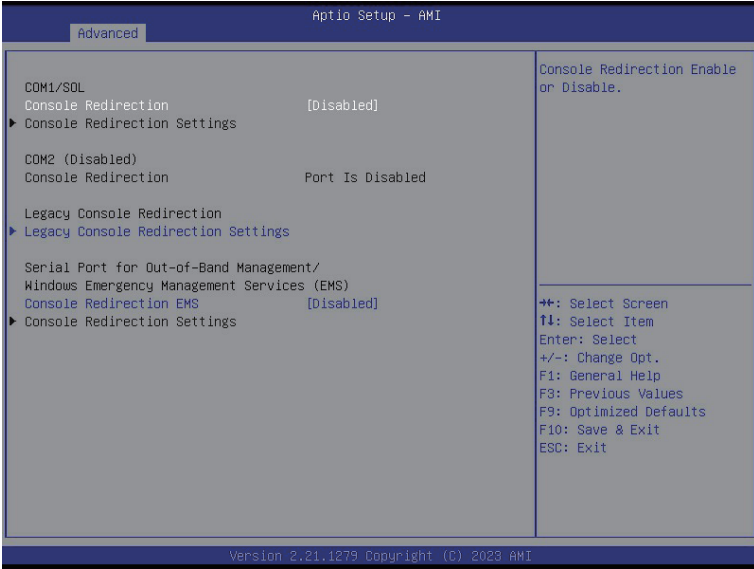 Aptio Setup – AMI
Advanced
COM1/SOL
Console Redirection [Disabled]
▶ Console Redirection Settings
COM2 (Disabled)
Console Redirection Port Is Disabled
Legacy Console Redirection
▶ Legacy Console Redirection Settings
Serial Port for Out-of-Band Management/
Windows Emergency Management Services (EMS)
Console Redirection EMS [Disabled]
▶ Console Redirection Settings
Console Redirection Enable
or Disable.
→←: Select Screen
↑↓: Select Item
Enter: Select
+/-: Change Opt.
F1: General Help
F3: Previous Values
F9: Optimized Defaults
F10: Save & Exit
ESC: Exit
Version 2.21.1279 Copyright (C) 2023 AMI